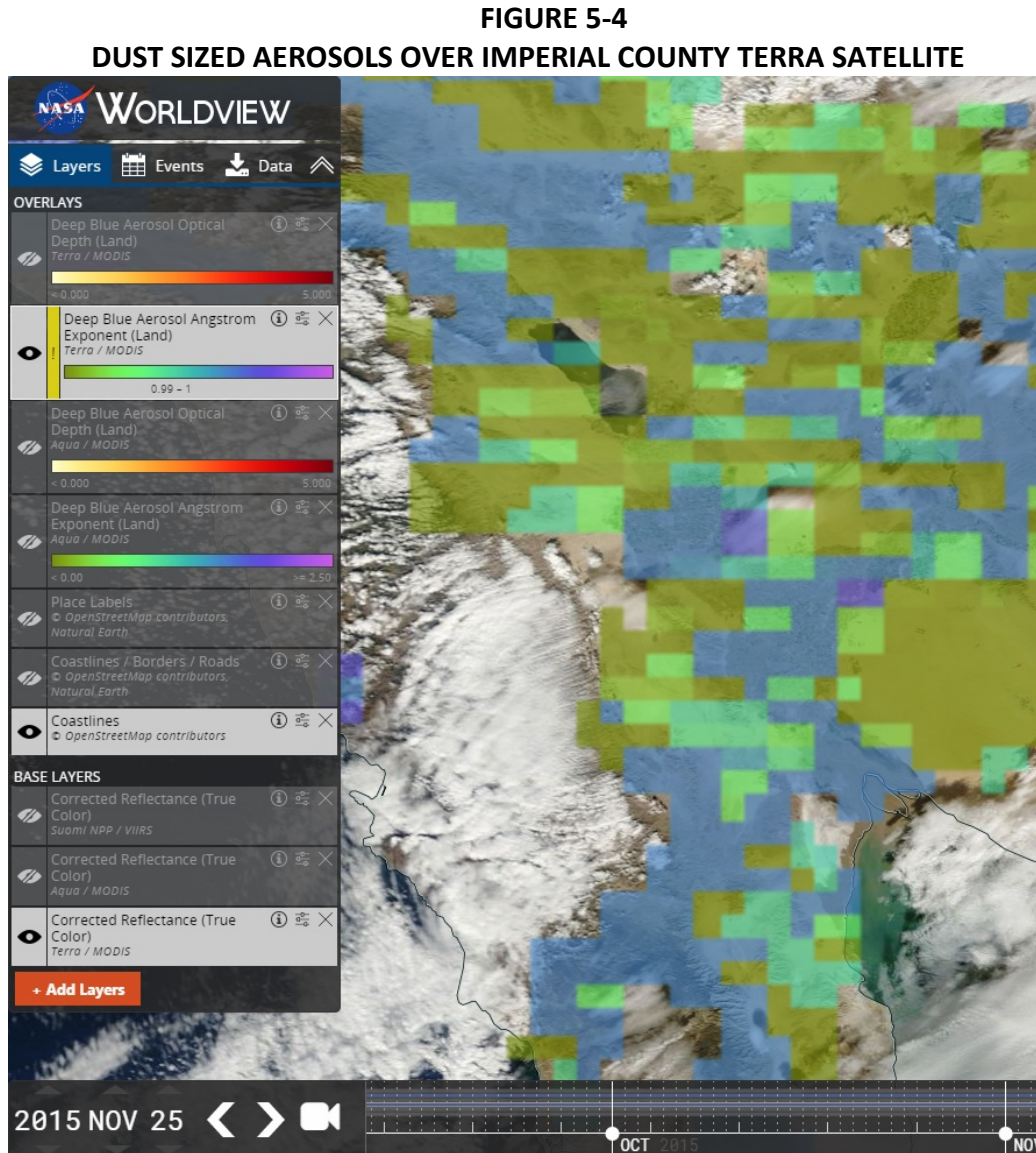 FIGURE 5-4
DUST SIZED AEROSOLS OVER IMPERIAL COUNTY TERRA SATELLITE
NASA WORLDVIEW
Layers Events Data
OVERLAYS
Deep Blue Aerosol Optical
Depth (Land)
Terra / MODIS
< 0.000 5.000
Deep Blue Aerosol Angstrom
Exponent (Land)
Terra / MODIS
0.99 – 1
Deep Blue Aerosol Optical
Depth (Land)
Aqua / MODIS
< 0.000 5.000
Deep Blue Aerosol Angstrom
Exponent (Land)
Aqua / MODIS
< 0.00 >= 2.50
Place Labels
© OpenStreetMap contributors,
Natural Earth
Coastlines / Borders / Roads
© OpenStreetMap contributors,
Natural Earth
Coastlines
© OpenStreetMap contributors
BASE LAYERS
Corrected Reflectance (True
Color)
Suomi NPP / VIIRS
Corrected Reflectance (True
Color)
Aqua / MODIS
Corrected Reflectance (True
Color)
Terra / MODIS
+ Add Layers
2015 NOV 25
OCT 2015
NOV